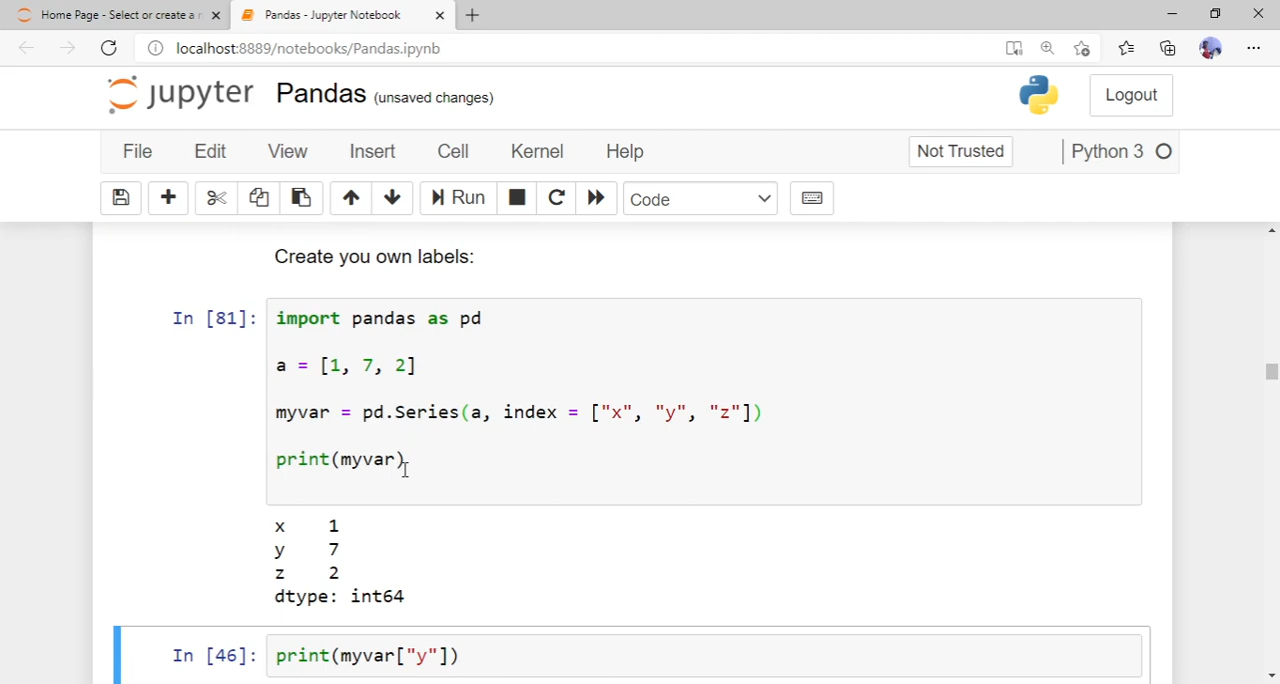 Home Page - Select or create a n
Pandas - Jupyter Notebook
localhost:8889/notebooks/Pandas.ipynb
jupyter Pandas (unsaved changes)
Logout
File Edit View Insert Cell Kernel Help
Not Trusted
Python 3
Run
Code
Create you own labels:
In [81]: import pandas as pd
a = [1, 7, 2]
myvar = pd.Series(a, index = ["x", "y", "z"])
print(myvar)
x 1
y 7
z 2
dtype: int64
In [46]: print(myvar["y"])